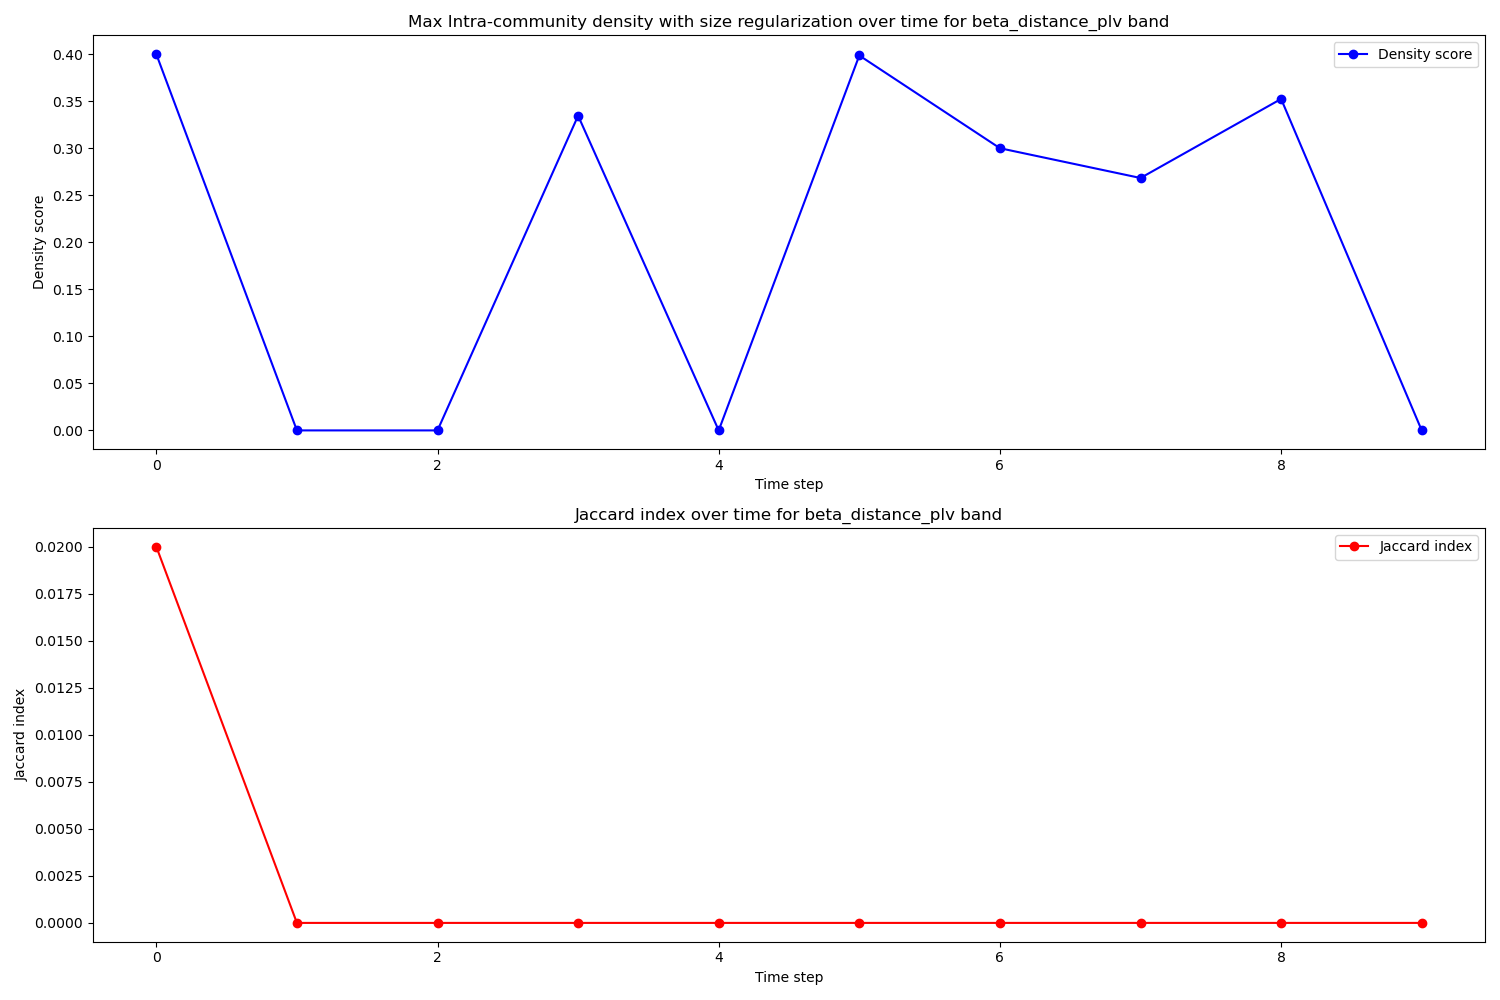 Max Intra-community density with size regularization over time for beta_distance_plv band
Density score
0.40
0.35
0.30
0.25
0.20
0.15
0.10
0.05
0.00
Density score
0 2 4 6 8
Time step
Jaccard index over time for beta_distance_plv band
Jaccard index
0.0200
0.0175
0.0150
0.0125
0.0100
0.0075
0.0050
0.0025
0.0000
Jaccard index
0 2 4 6 8
Time step